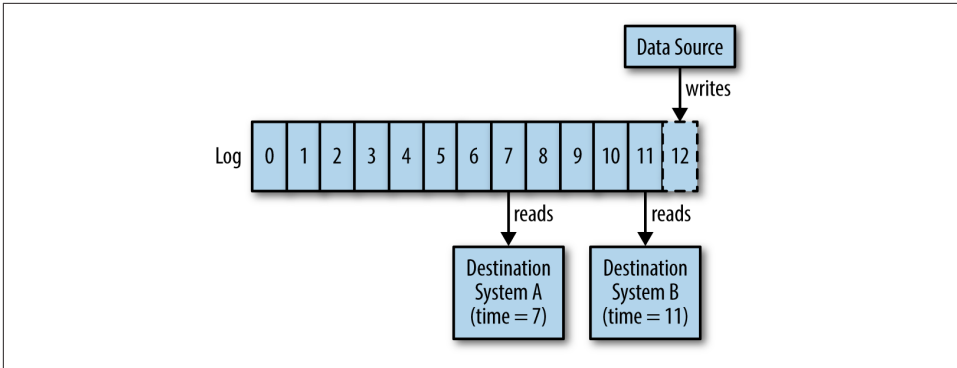 Data Source
writes
Log 0 1 2 3 4 5 6 7 8 9 10 11 12
reads reads
Destination System A (time = 7)
Destination System B (time = 11)